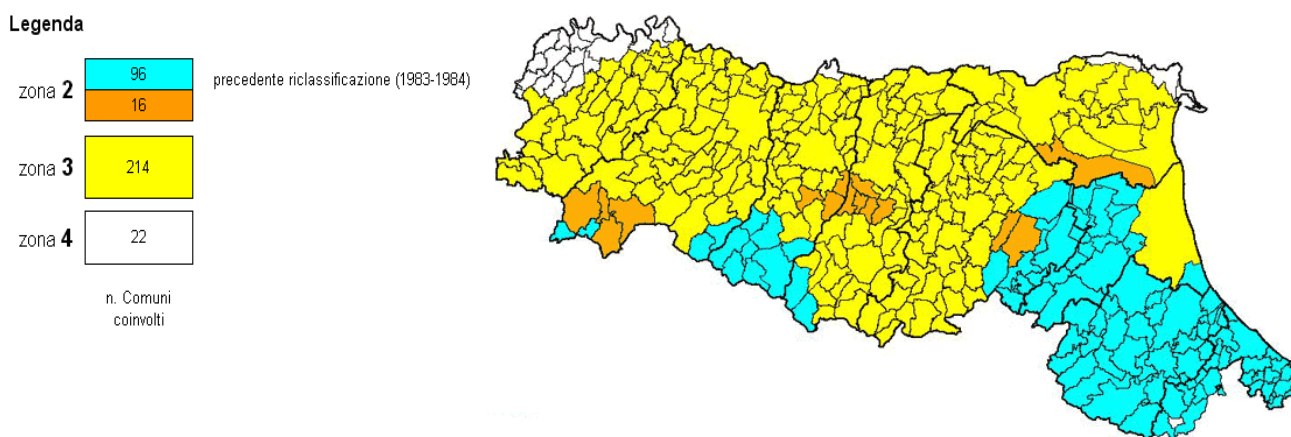 Legenda
96
precedente riclassificazione (1983-1984)
zona 2
16
zona 3
214
zona 4
22
n. Comuni
coinvolti